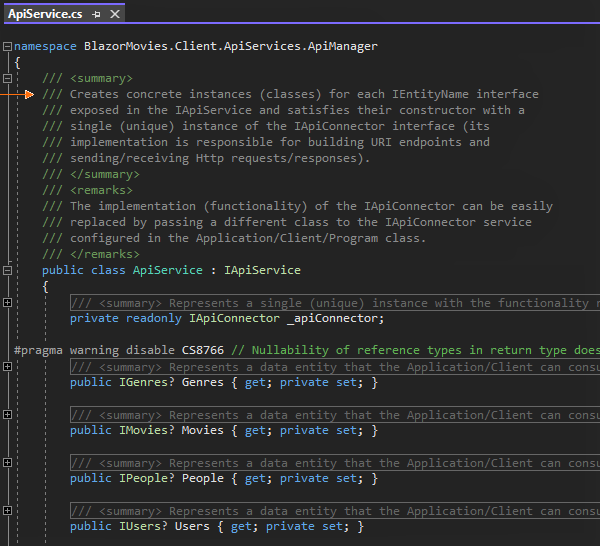 ApiService.cs
namespace BlazorMovies.Client.ApiServices.ApiManager
{
/// <summary>
/// Creates concrete instances (classes) for each IEntityName interface
/// exposed in the IApiService and satisfies their constructor with a
/// single (unique) instance of the IApiConnector interface (its
/// implementation is responsible for building URI endpoints and
/// sending/receiving Http requests/responses).
/// </summary>
/// <remarks>
/// The implementation (functionality) of the IApiConnector can be easily
/// replaced by passing a different class to the IApiConnector service
/// configured in the Application/Client/Program class.
/// </remarks>
public class ApiService : IApiService
{
/// <summary> Represents a single (unique) instance with the functionality
private readonly IApiConnector _apiConnector;
#pragma warning disable CS8766 // Nullability of reference types in return type does
/// <summary> Represents a data entity that the Application/Client can
public IGenres? Genres { get; private set; }
/// <summary> Represents a data entity that the Application/Client can
public IMovies? Movies { get; private set; }
/// <summary> Represents a data entity that the Application/Client can
public IPeople? People { get; private set; }
/// <summary> Represents a data entity that the Application/Client can
public IUsers? Users { get; private set; }